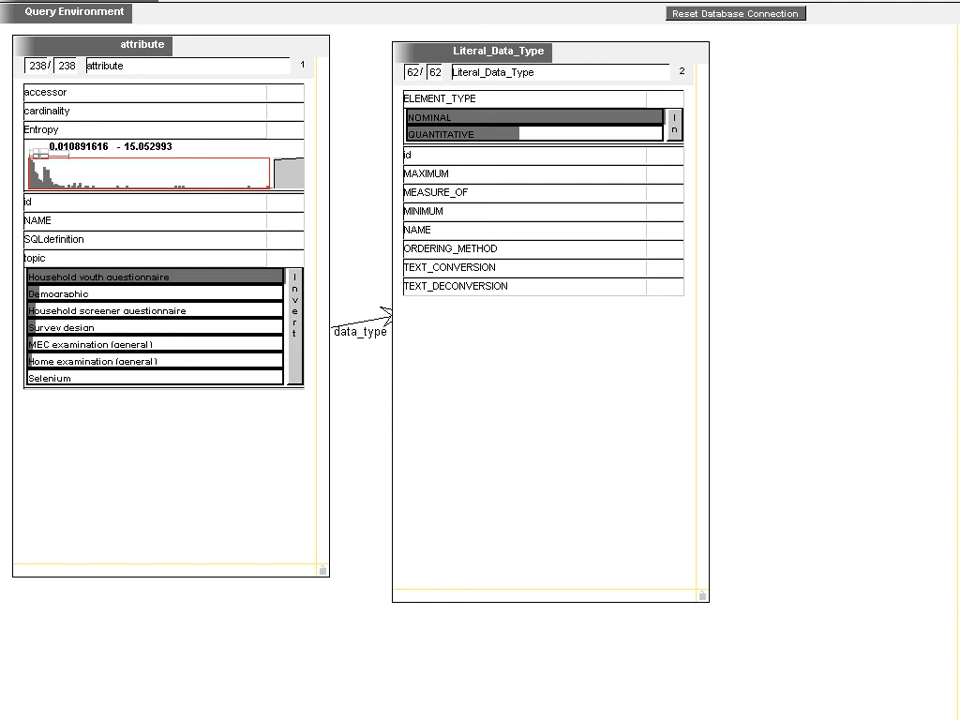 Query Environment
Reset Database Connection
attribute
238/ 238 attribute 1
accessor
cardinality
Entropy
0.010891616 - 15.052993
id
NAME
SQLdefinition
topic
Household youth questionnaire
Demographic
Household screener questionnaire
Survey design
MEC examination (general)
Home examination (general)
Selenium
Invert
data_type
Literal_Data_Type
62/ 62 Literal_Data_Type 2
ELEMENT_TYPE
NOMINAL
QUANTITATIVE
In
id
MAXIMUM
MEASURE_OF
MINIMUM
NAME
ORDERING_METHOD
TEXT_CONVERSION
TEXT_DECONVERSION